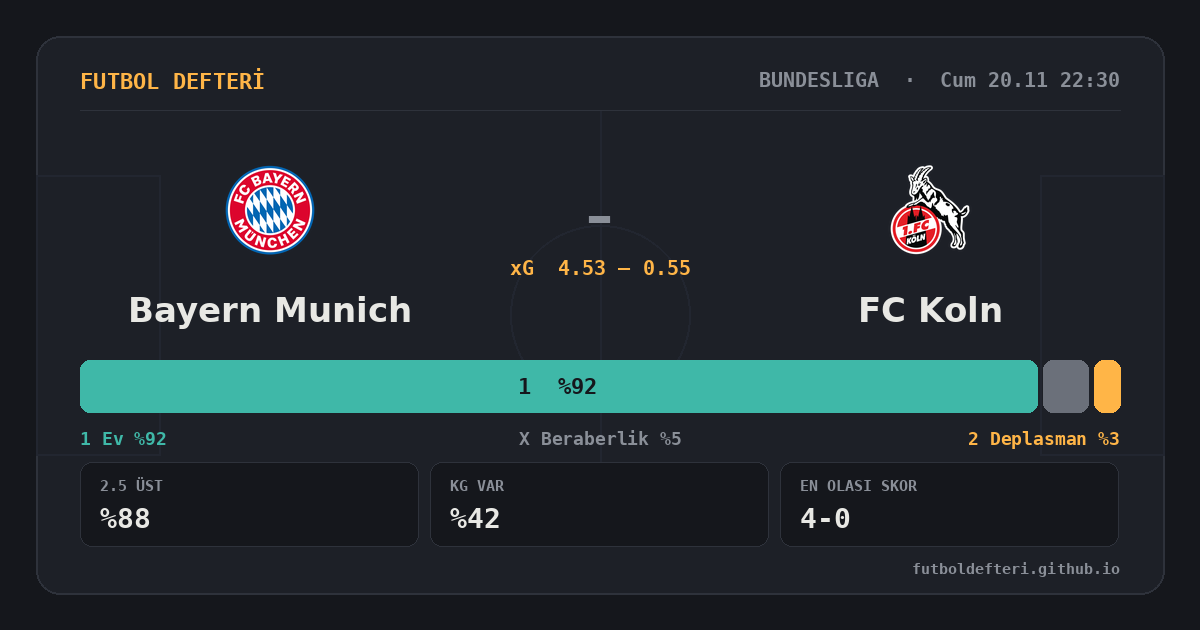 FUTBOL DEFTERİ
BUNDESLIGA · Cum 20.11 22:30
FC BAYERN
MÜNCHEN
1.FC
KÖLN
-
xG 4.53 – 0.55
Bayern Munich
FC Koln
1 %92
1 Ev %92
X Beraberlik %5
2 Deplasman %3
2.5 ÜST
KG VAR
EN OLASI SKOR
%88
%42
4-0
futboldefteri.github.io